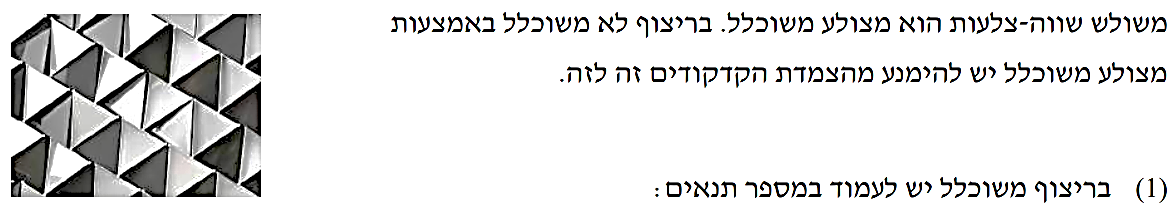 משולש שווה-צלעות הוא מצולע משוכלל. בריצוף לא משוכלל באמצעות
מצולע משוכלל יש להימנע מהצמדת הקדקודים זה לזה.
(1) בריצוף משוכלל יש לעמוד במספר תנאים: